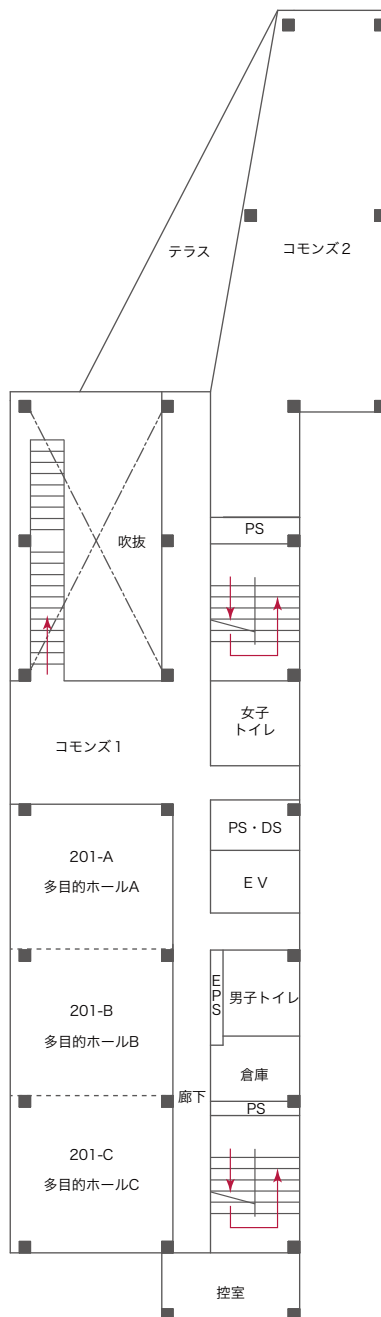 テラス
コモンズ２
吹抜
PS
女子
トイレ
コモンズ１
PS・DS
201-A
多目的ホールA
ＥＶ
EPS
男子トイレ
201-B
多目的ホールB
倉庫
廊下
PS
201-C
多目的ホールC
控室